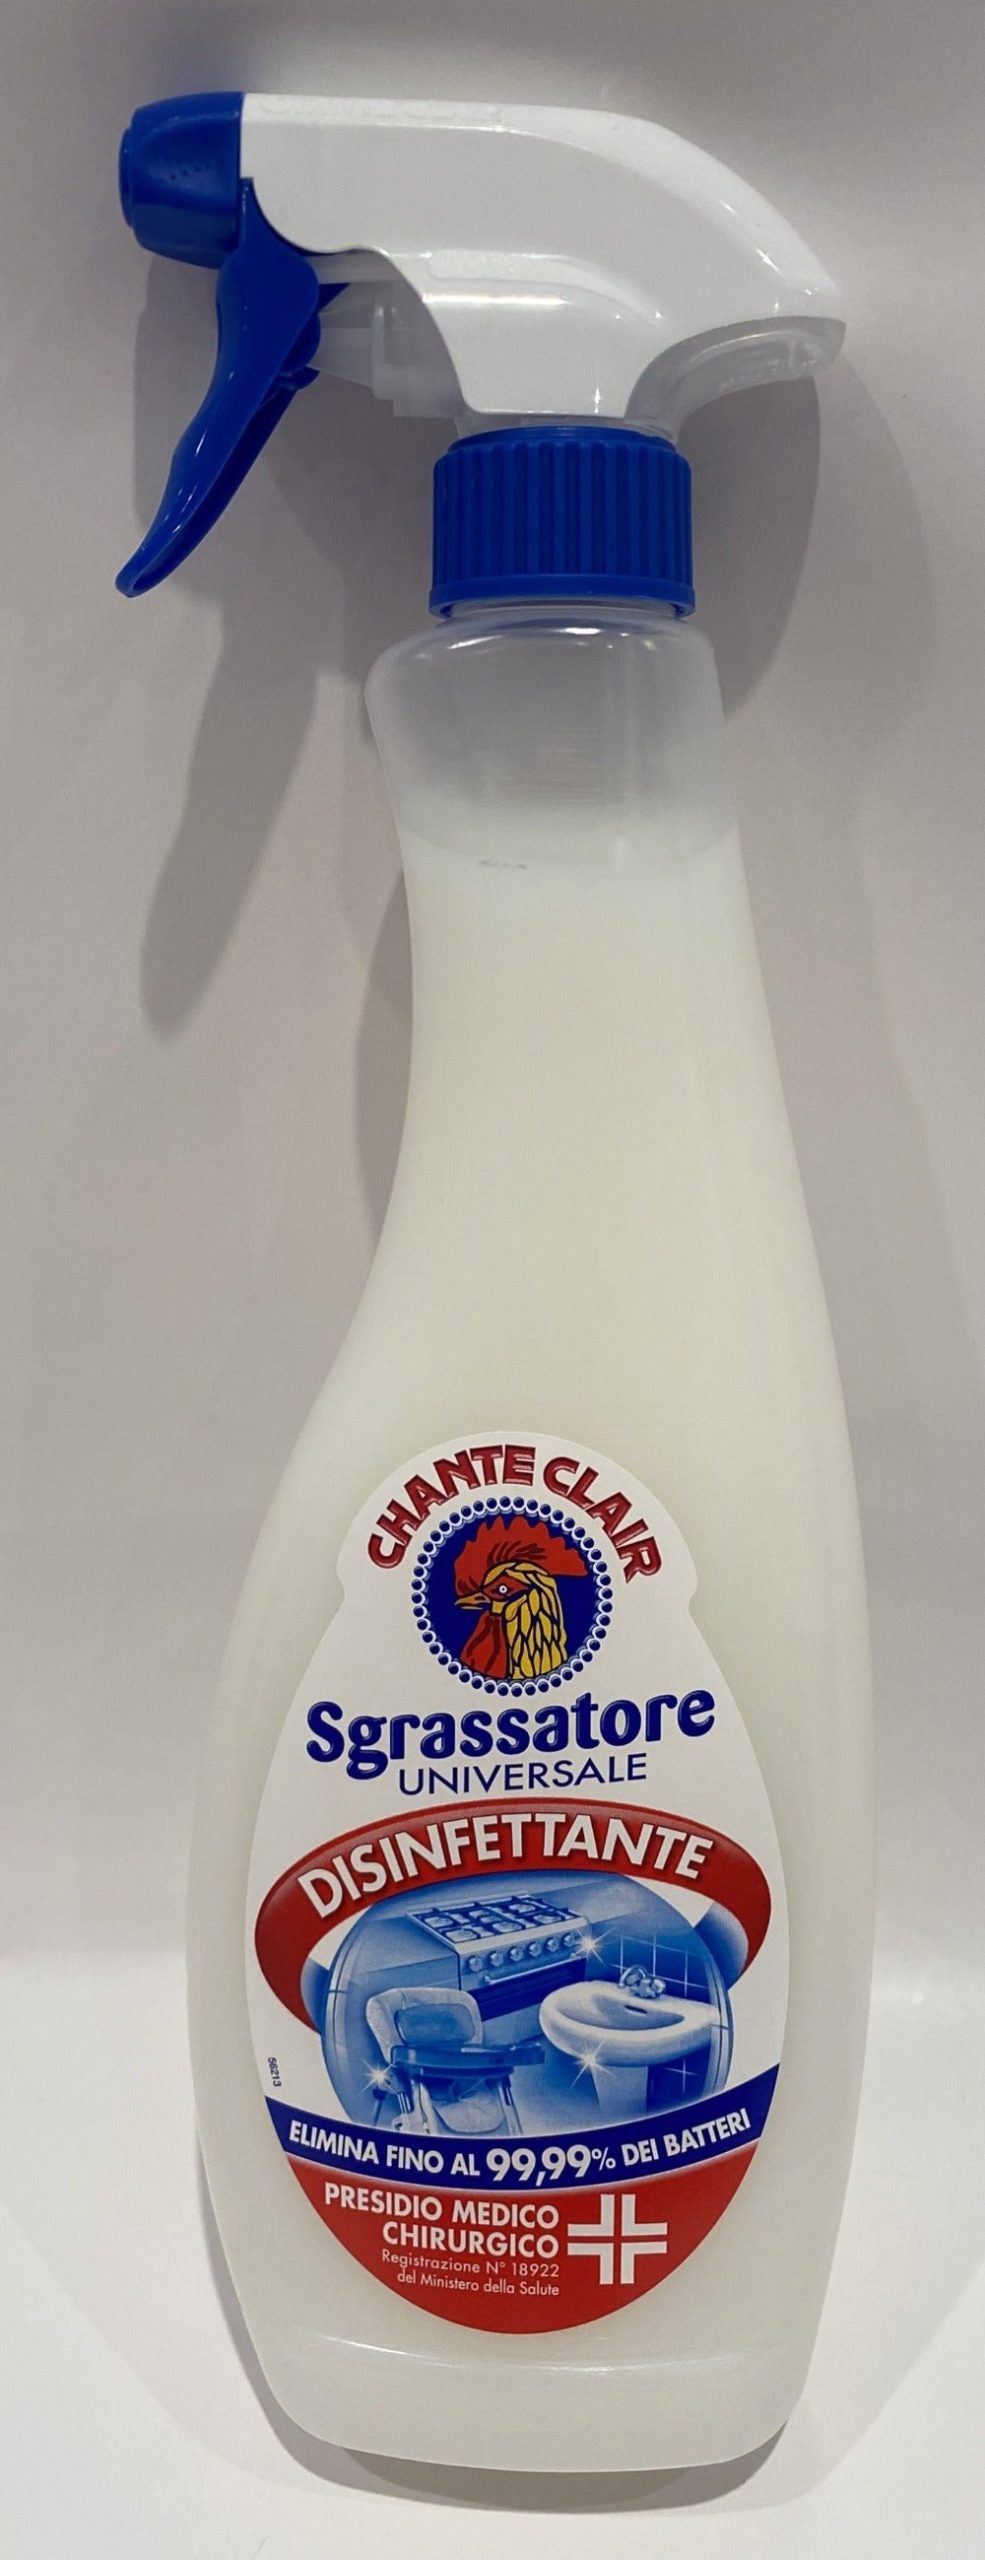 CHANTE CLAIR
Sgrassatore
UNIVERSALE
DISINFETTANTE
56213
ELIMINA FINO AL 99,99% DEI BATTERI
PRESIDIO MEDICO
CHIRURGICO
Registrazione N° 18922
del Ministero della Salute